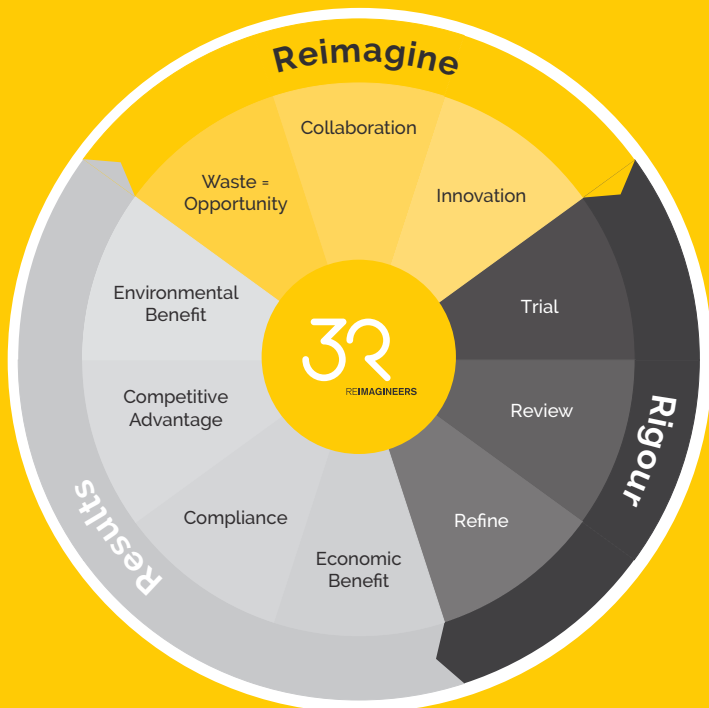 Reimagine
Collaboration
Waste =
Opportunity
Innovation
Environmental
Benefit
Trial
3R
REIMAGINEERS
Competitive
Advantage
Review
Rigour
Results
Compliance
Refine
Economic
Benefit